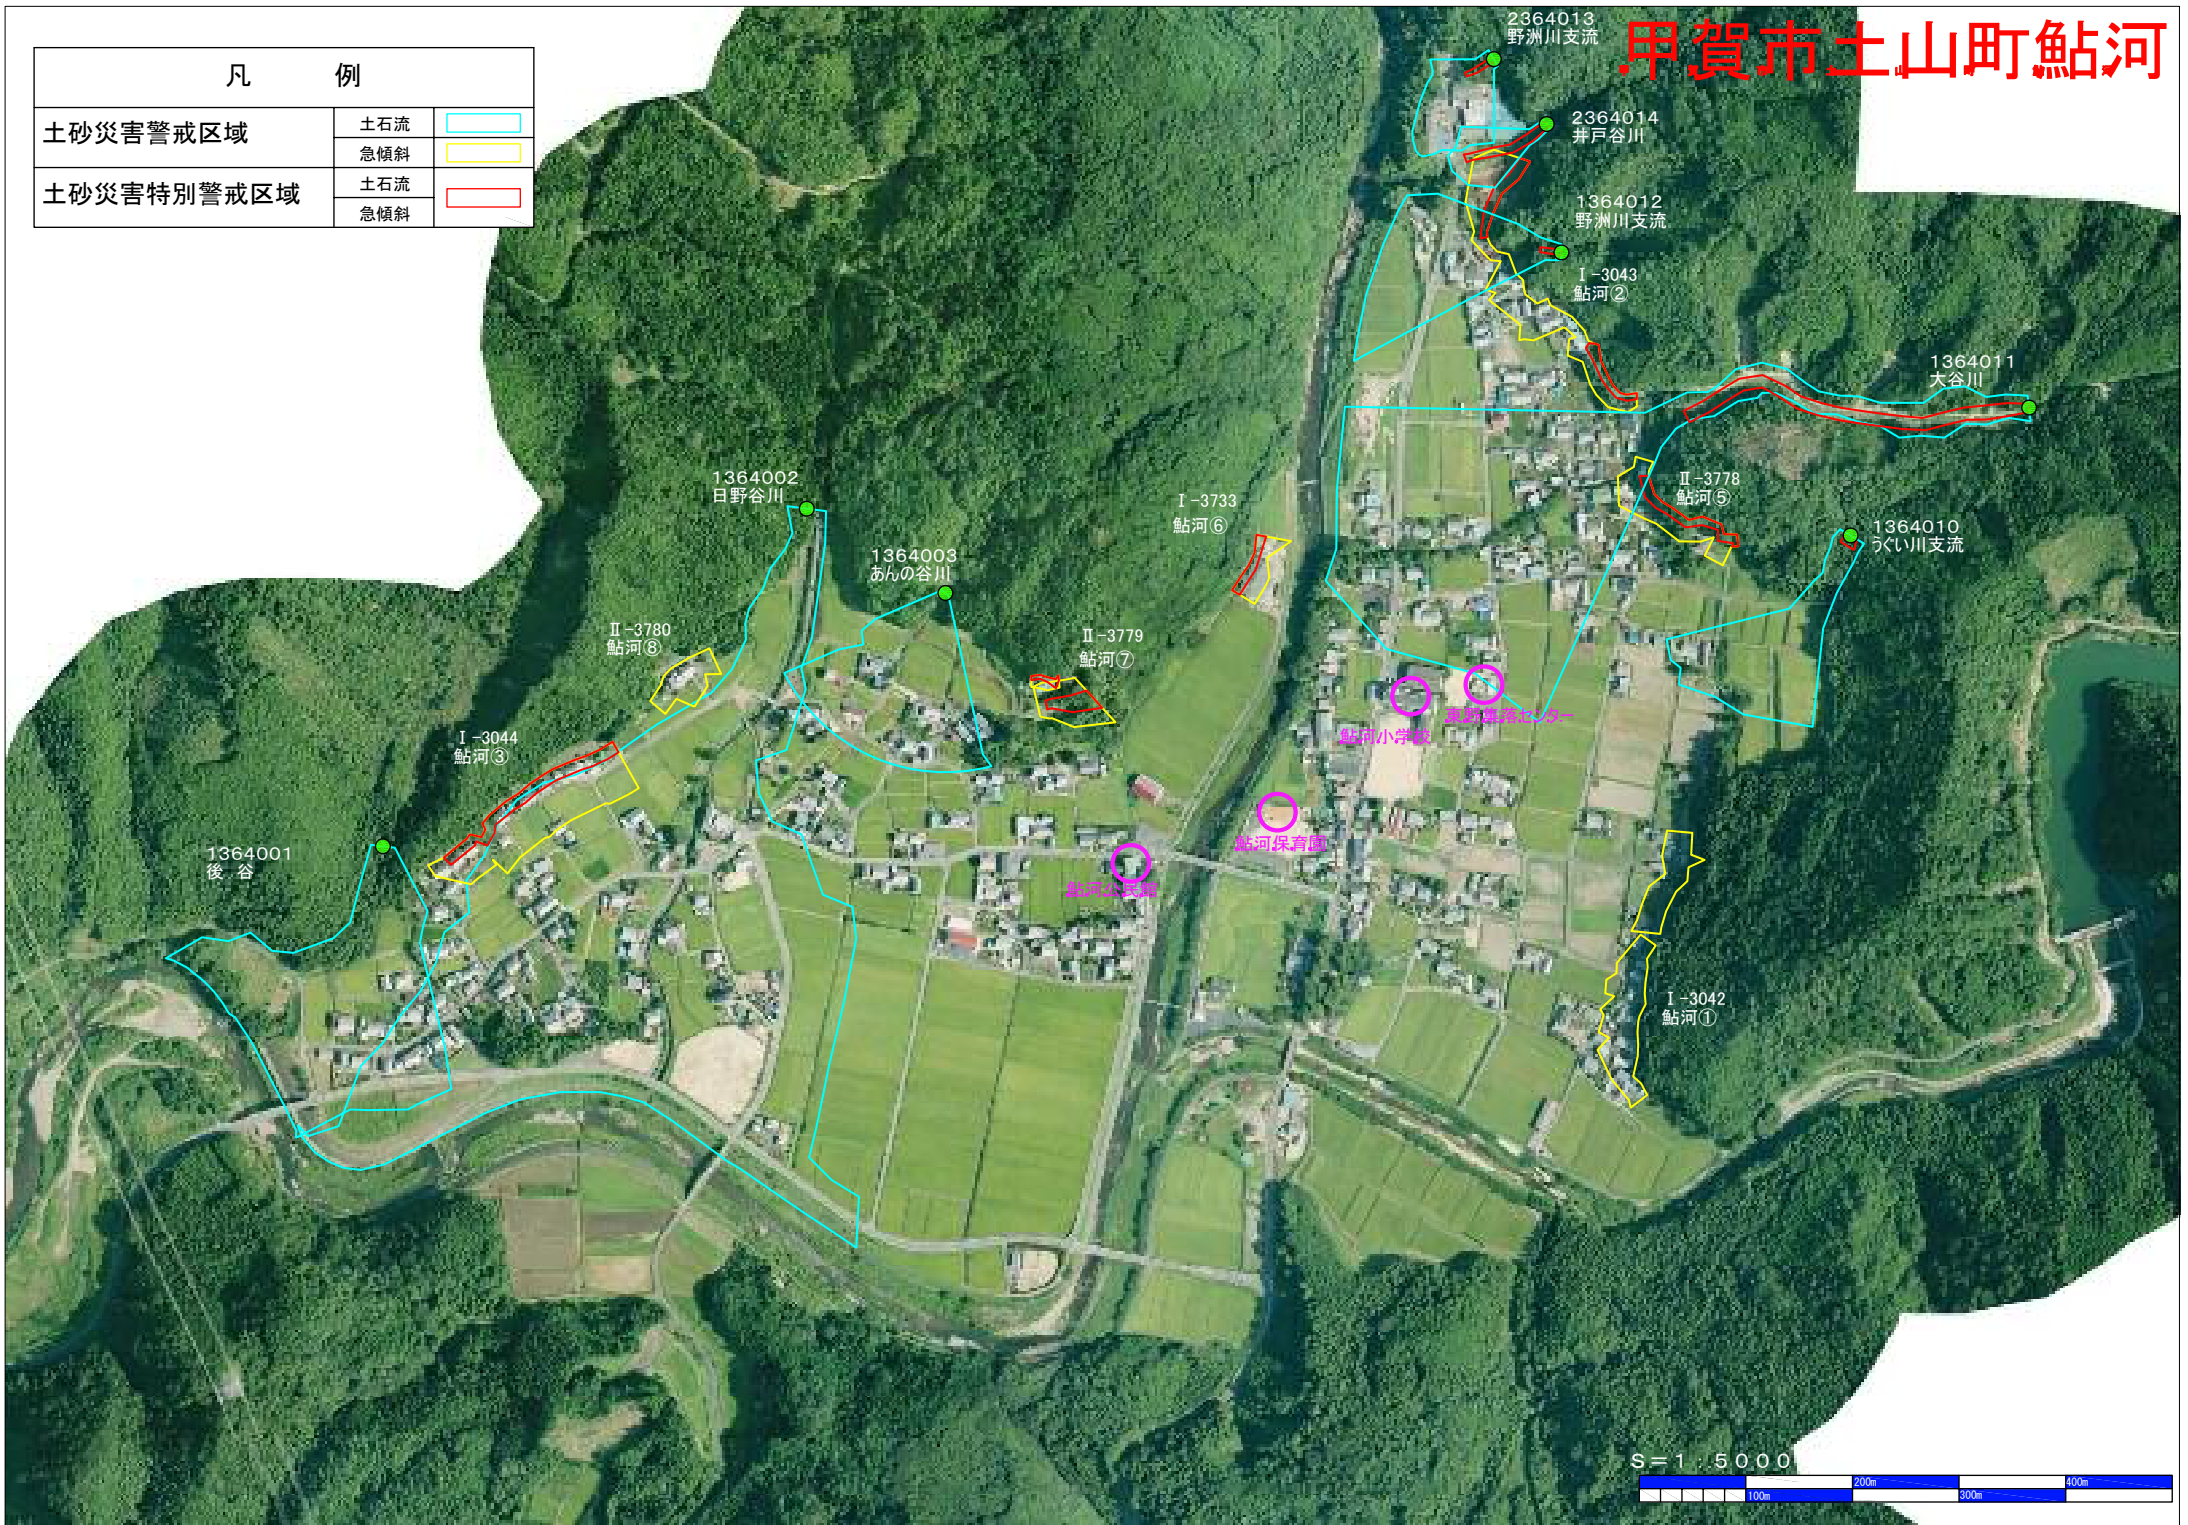 甲賀市土山町鮎河
凡 例
土砂災害警戒区域
土石流
急傾斜
土砂災害特別警戒区域
土石流
急傾斜
2364013
野洲川支流
2364014
井戸谷川
1364012
野洲川支流
Ⅰ-3043
鮎河②
1364011
大谷川
1364002
日野谷川
Ⅰ-3733
鮎河⑥
Ⅱ-3778
鮎河⑤
1364010
うぐい川支流
1364003
あんの谷川
Ⅱ-3780
鮎河⑧
Ⅱ-3779
鮎河⑦
Ⅰ-3044
鮎河③
鮎河小学校
東野集落センター
1364001
後 谷
鮎河保育園
鮎河公民館
Ⅰ-3042
鮎河①
S=1:5000
200m 400m
100m 300m